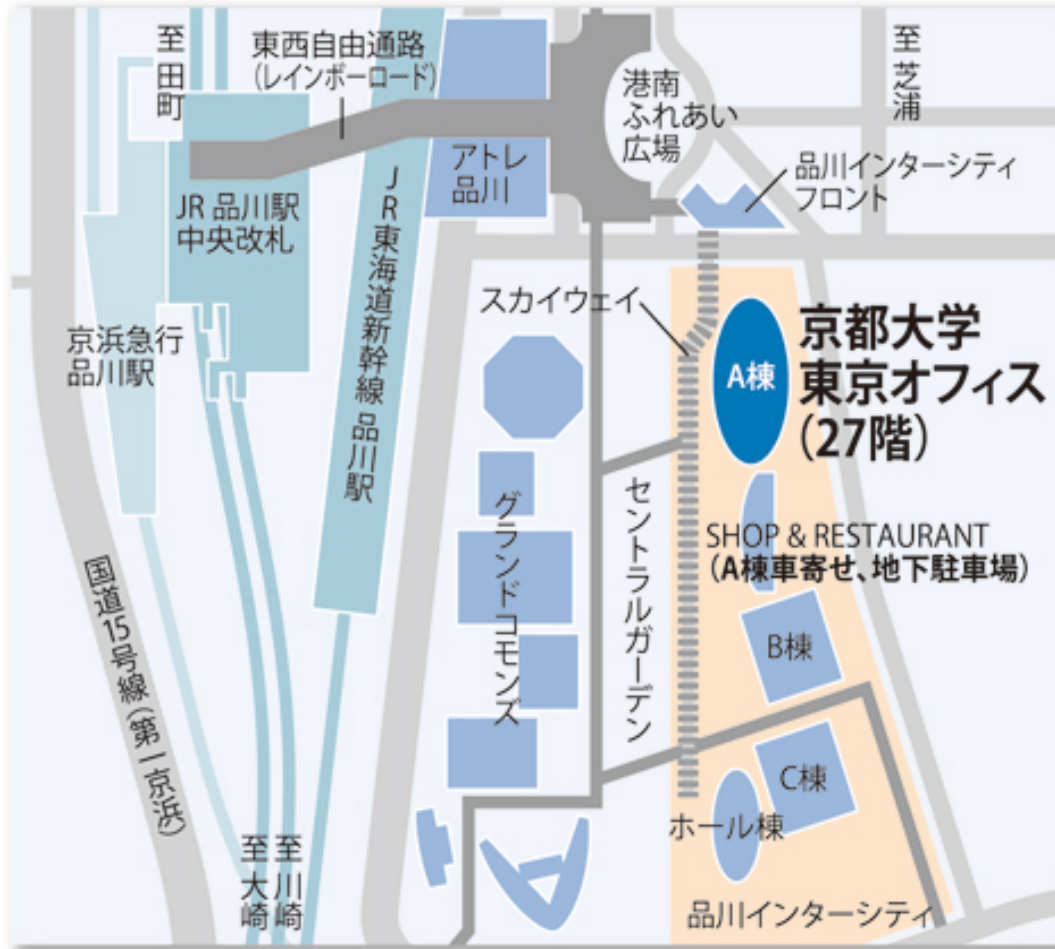 至田町
東西自由通路
(レインボーロード)
港南
ふれあい
広場
至芝浦
アトレ
品川
品川インターシティ
フロント
JR 品川駅
中央改札
JR東海道新幹線 品川駅
スカイウェイ
京浜急行
品川駅
A棟
京都大学
東京オフィス
(27階)
グランドコモンズ
セントラルガーデン
SHOP & RESTAURANT
(A棟車寄せ、地下駐車場)
国道15号線(第一京浜)
B棟
C棟
ホール棟
至大崎
至川崎
品川インターシティ